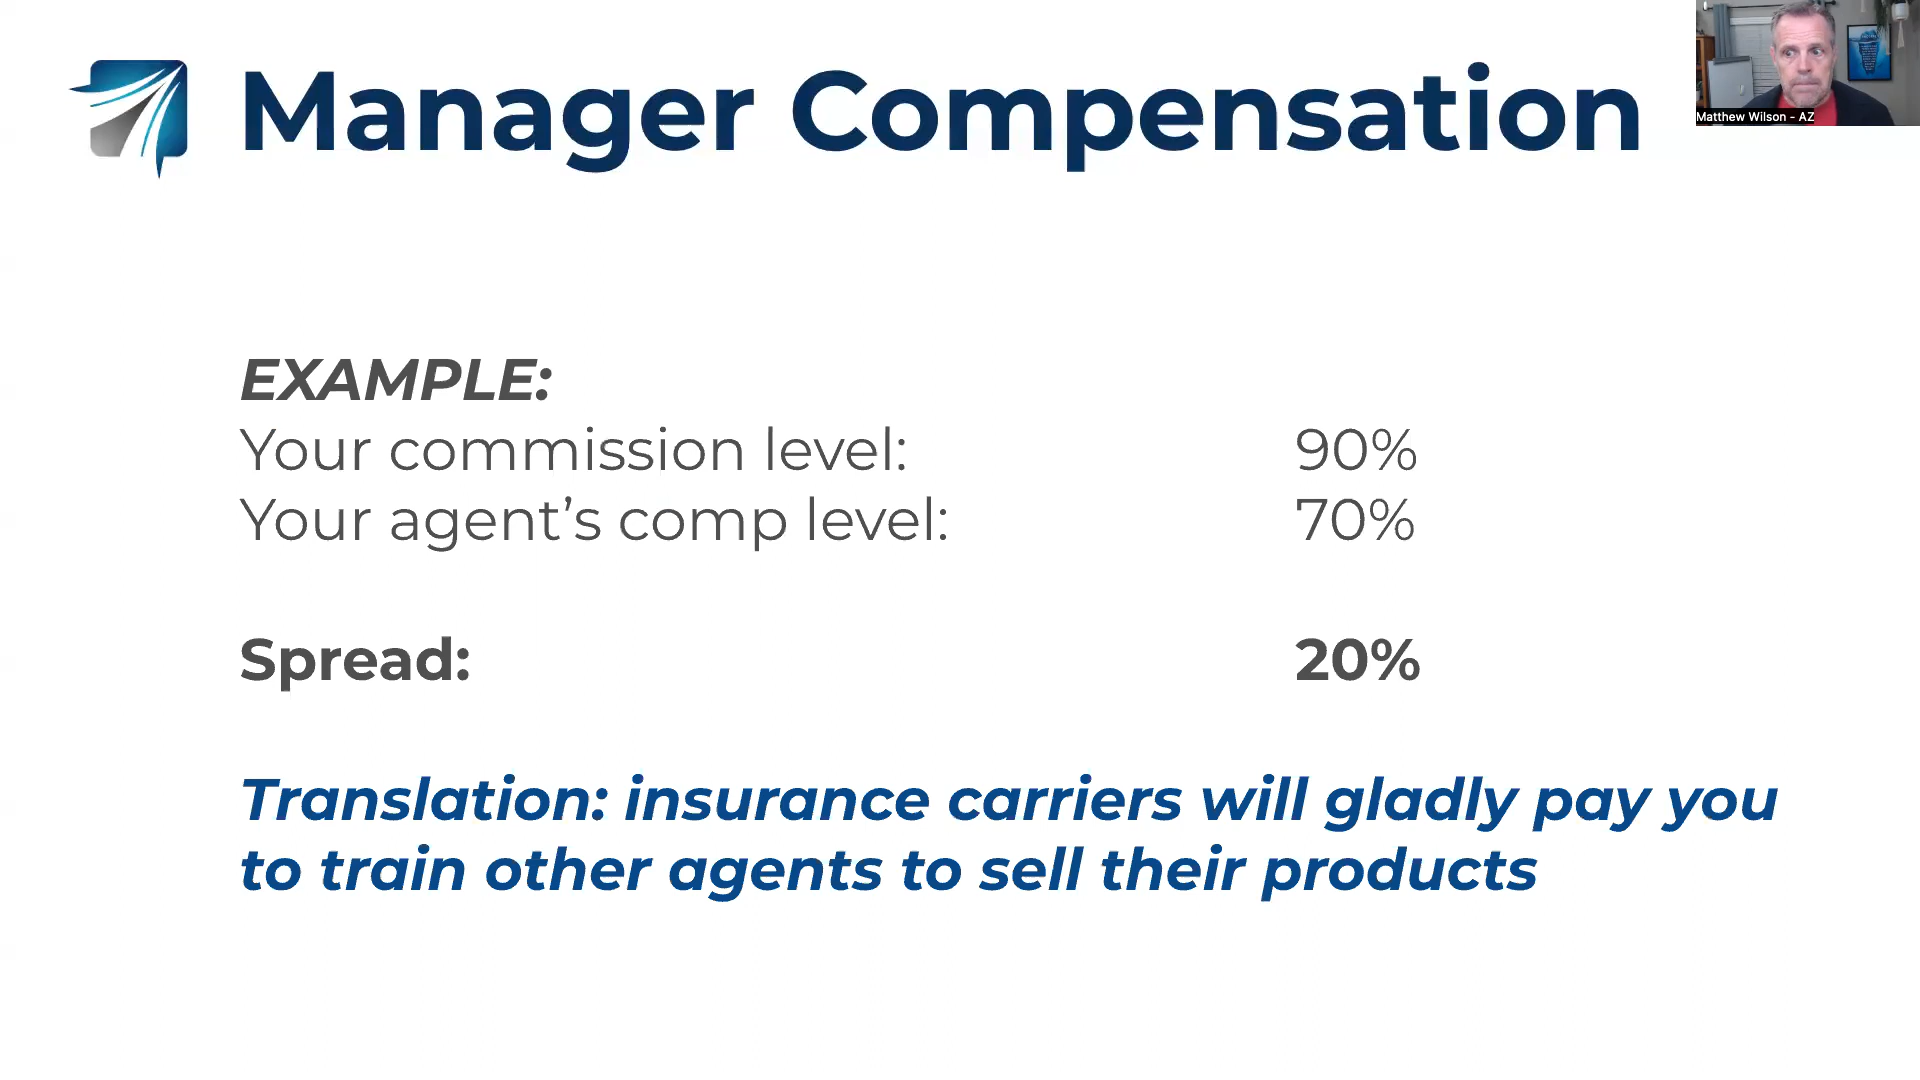 Manager Compensation
Matthew Wilson - AZ
EXAMPLE:
Your commission level: 90%
Your agent’s comp level: 70%
Spread: 20%
Translation: insurance carriers will gladly pay you
to train other agents to sell their products